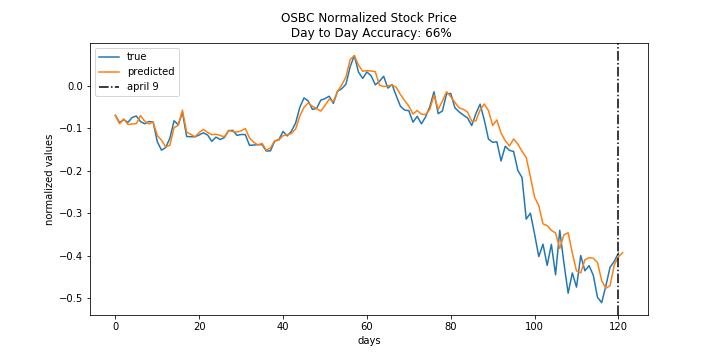 OSBC Normalized Stock Price
Day to Day Accuracy: 66%
true
predicted
april 9
normalized values
0.0
−0.1
−0.2
−0.3
−0.4
−0.5
0
20
40
60
80
100
120
days